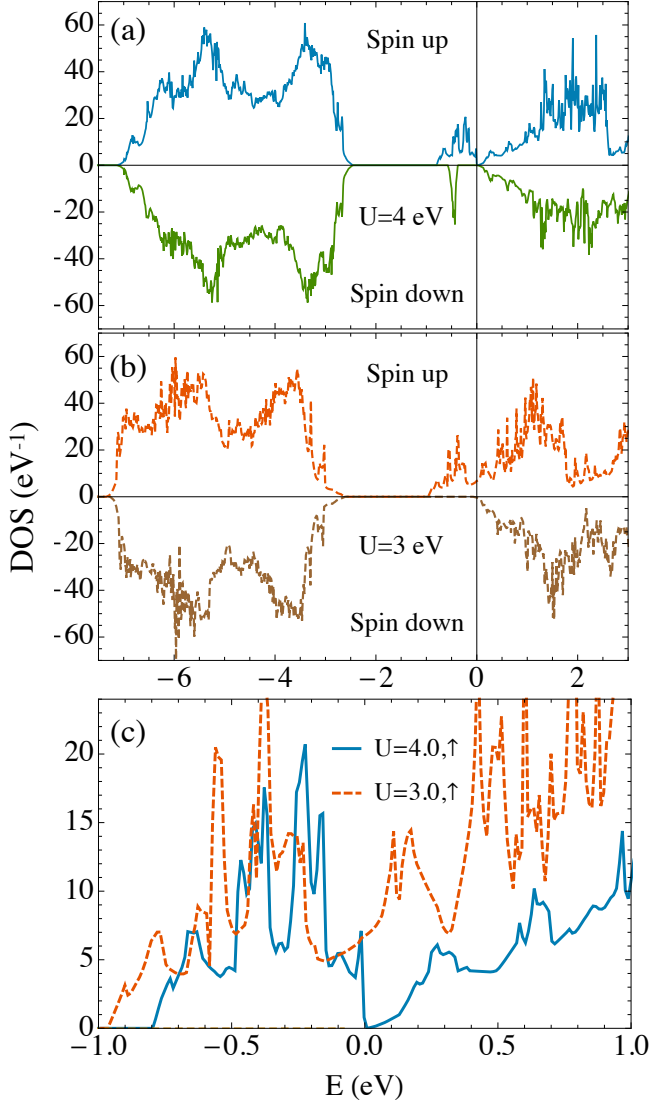 (a)
Spin up
60
40
20
0
-20
U=4 eV
-40
-60
Spin down
(b)
Spin up
60
40
20
0
-20
U=3 eV
-40
-60
Spin down
DOS (eV⁻¹)
−6 −4 −2 0 2
(c)
U=4.0,↑
U=3.0,↑
20
15
10
5
0
−1.0 −0.5 0.0 0.5 1.0
E (eV)